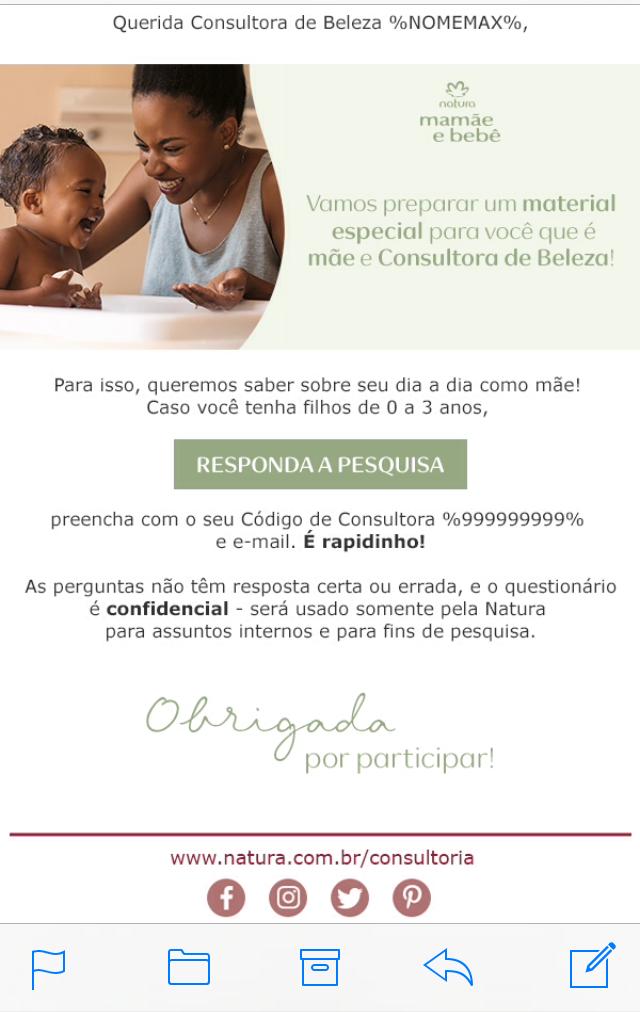 Querida Consultora de Beleza %NOMEMAX%,
natura
mamãe
e bebê
Vamos preparar um material
especial para você que é
mãe e Consultora de Beleza!
Para isso, queremos saber sobre seu dia a dia como mãe!
Caso você tenha filhos de 0 a 3 anos,
RESPONDA A PESQUISA
preencha com o seu Código de Consultora %999999999%
e e-mail. É rapidinho!
As perguntas não têm resposta certa ou errada, e o questionário
é confidencial - será usado somente pela Natura
para assuntos internos e para fins de pesquisa.
Obrigada
por participar!
www.natura.com.br/consultoria